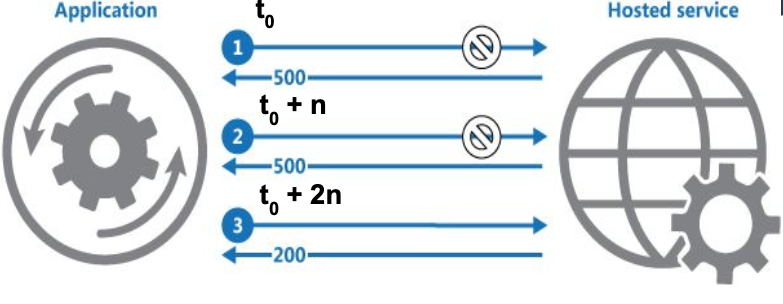 Application
Hosted service
t₀
1
500
t₀ + n
2
500
t₀ + 2n
3
200